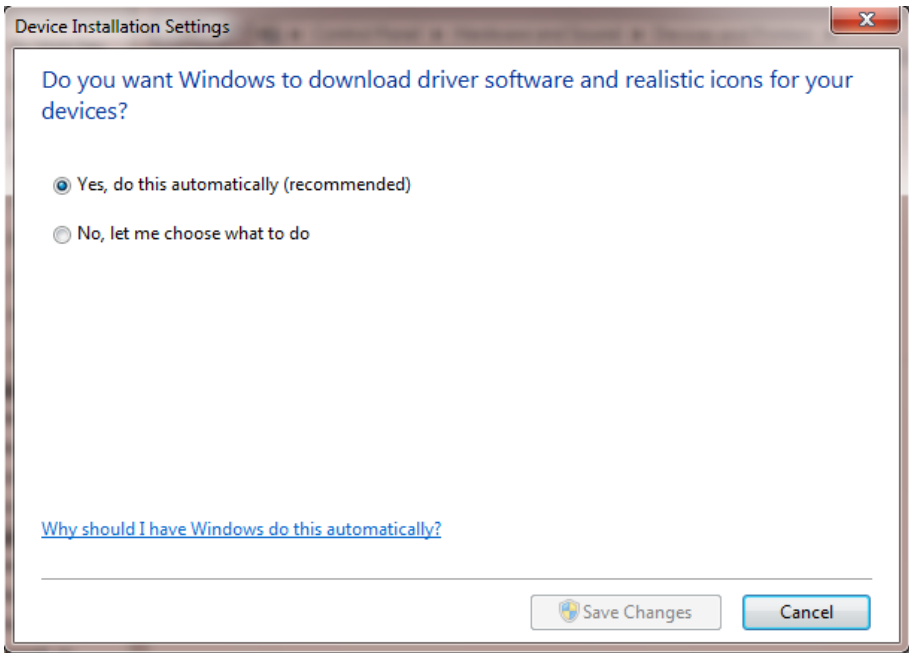 Device Installation Settings
Do you want Windows to download driver software and realistic icons for your
devices?
Yes, do this automatically (recommended)
No, let me choose what to do
Why should I have Windows do this automatically?
Save Changes
Cancel